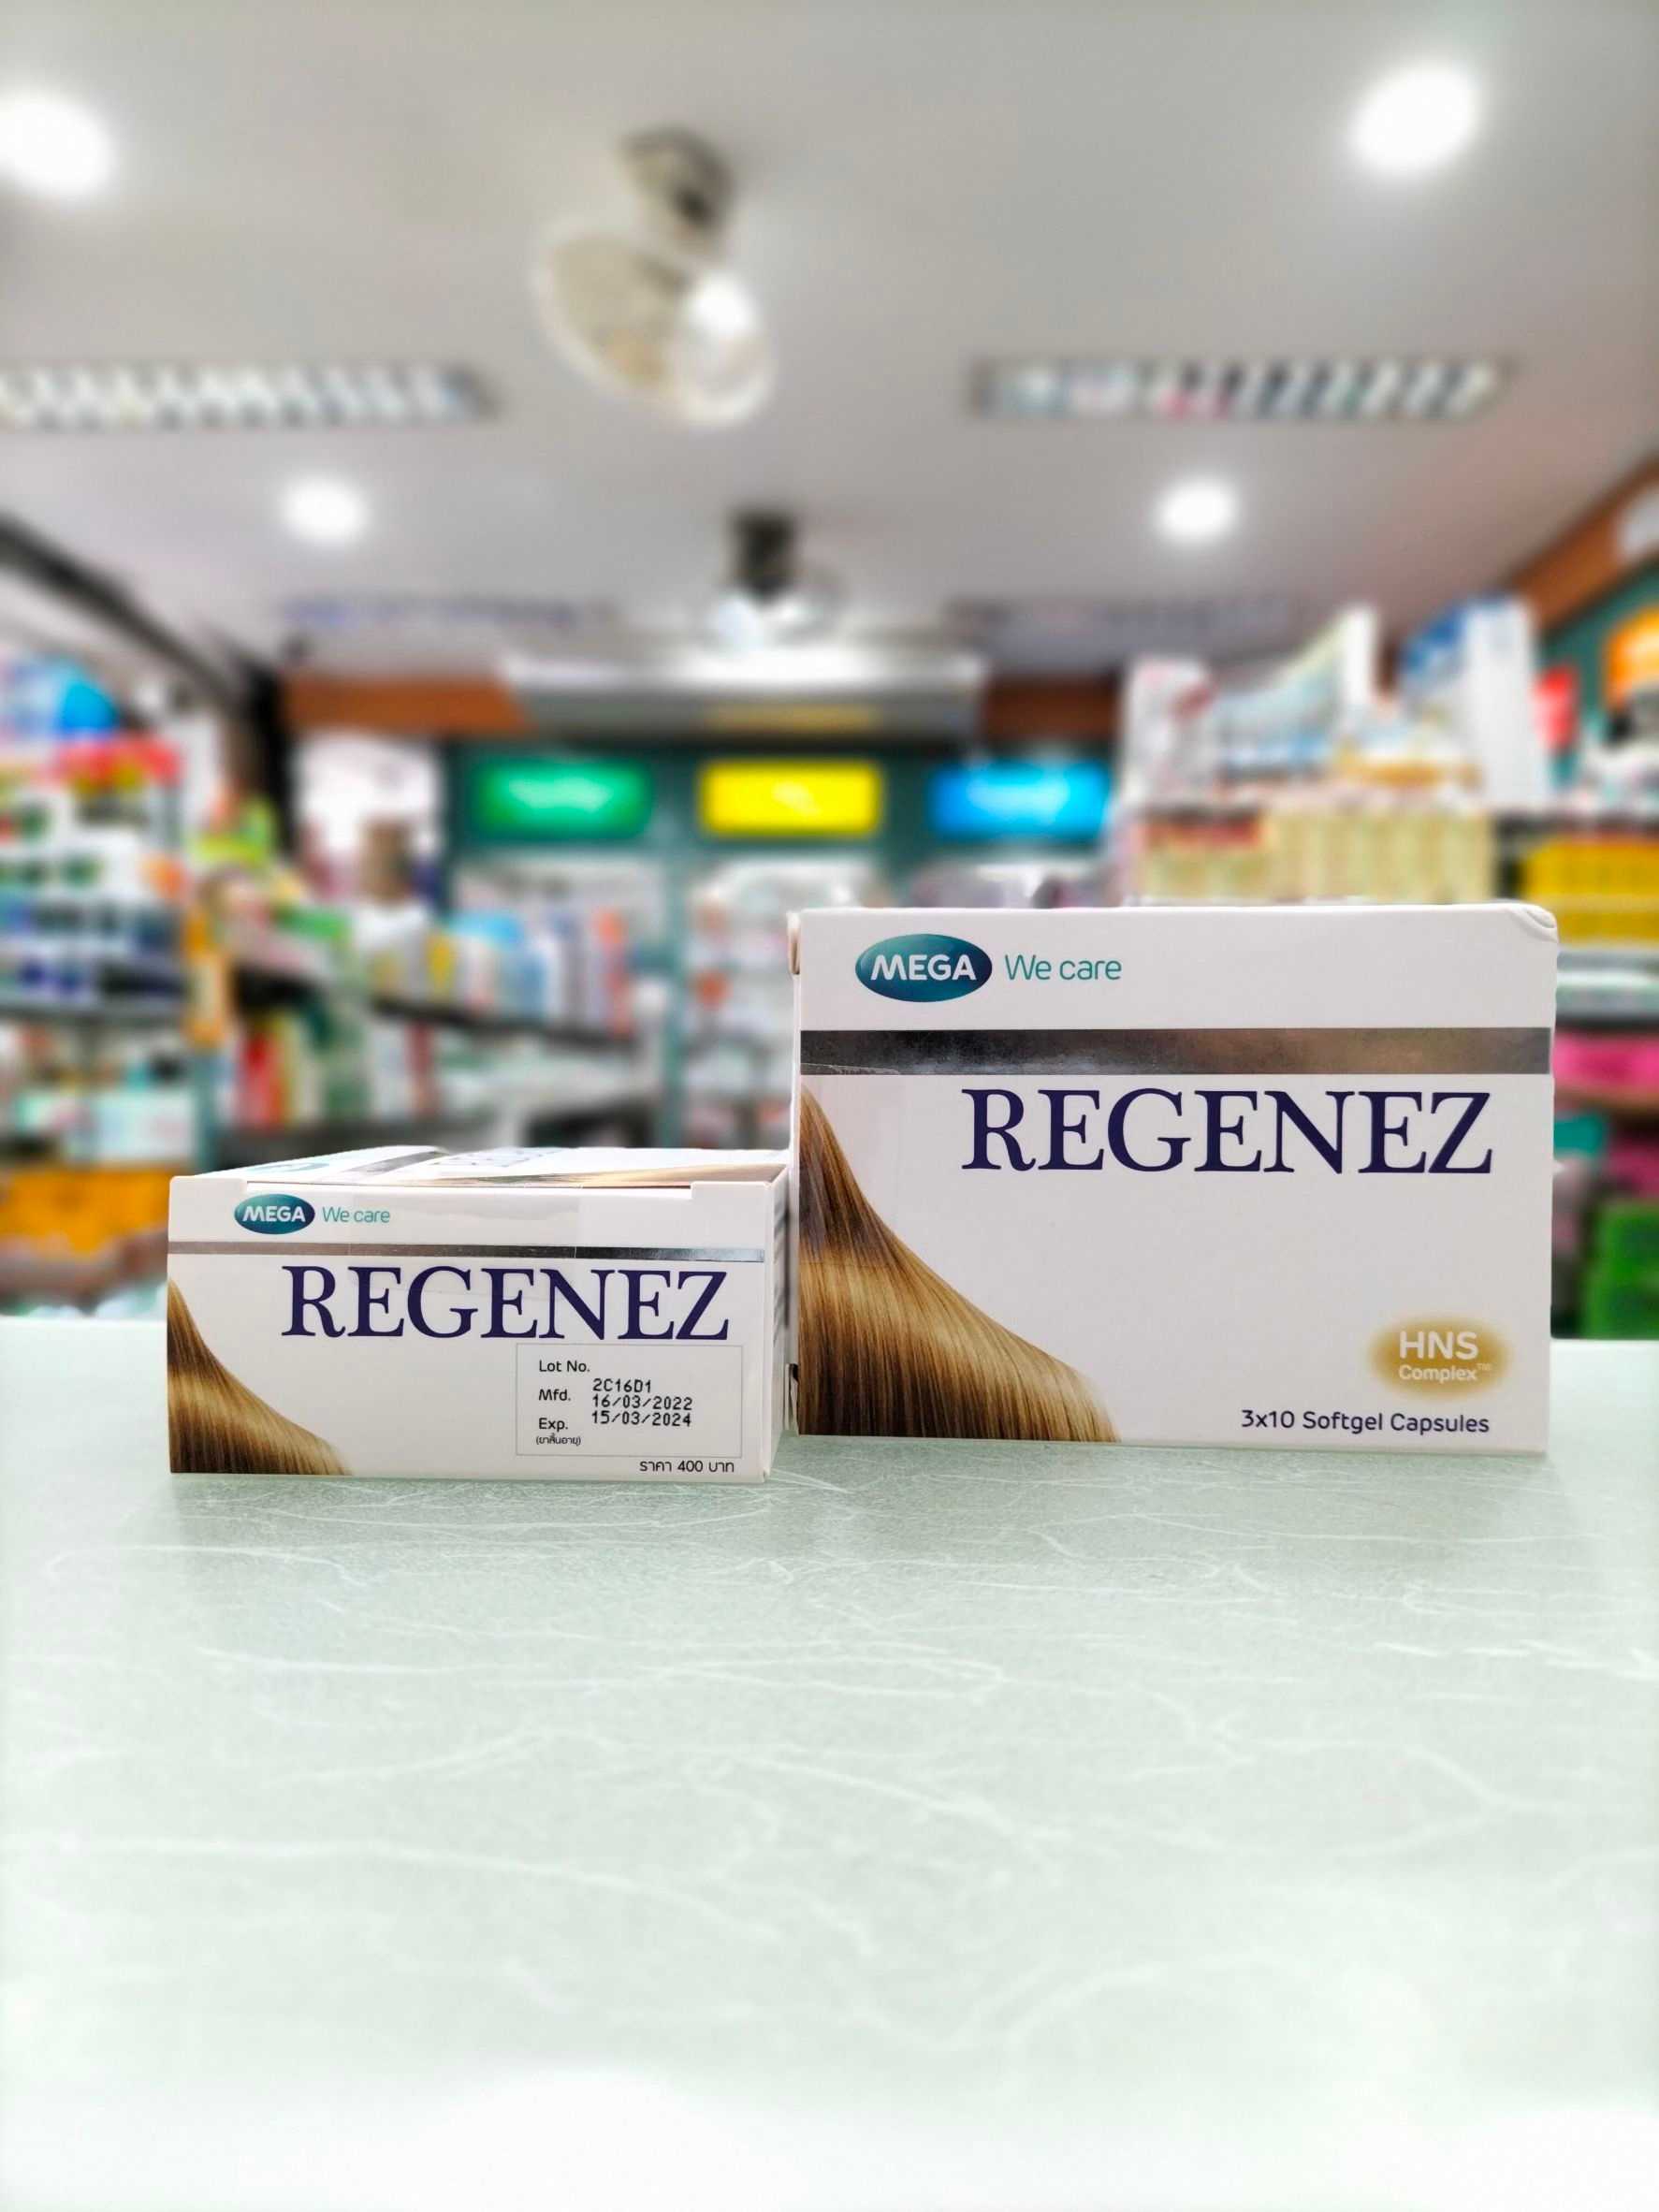 MEGA We care
REGENEZ
Lot No.
2C16D1
Mfd. 16/03/2022
Exp. 15/03/2024
(ยาสิ้นอายุ)
ราคา 400 บาท
MEGA We care
REGENEZ
HNS
Complex™
3x10 Softgel Capsules